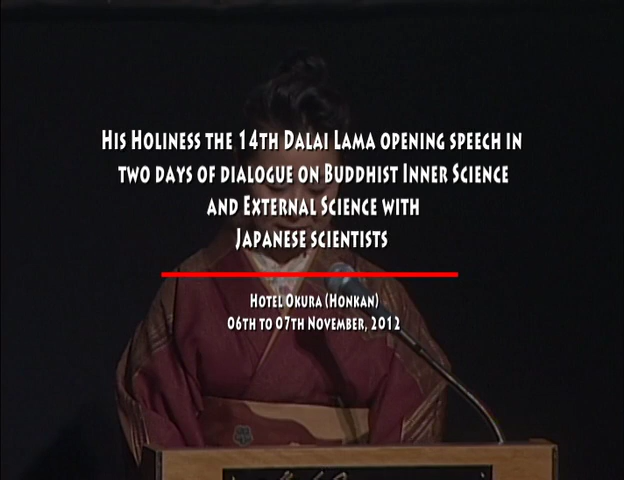 His Holiness the 14th Dalai Lama opening speech in
two days of dialogue on Buddhist Inner Science
and External Science with
Japanese scientists
Hotel Okura (Honkan)
06th to 07th November, 2012